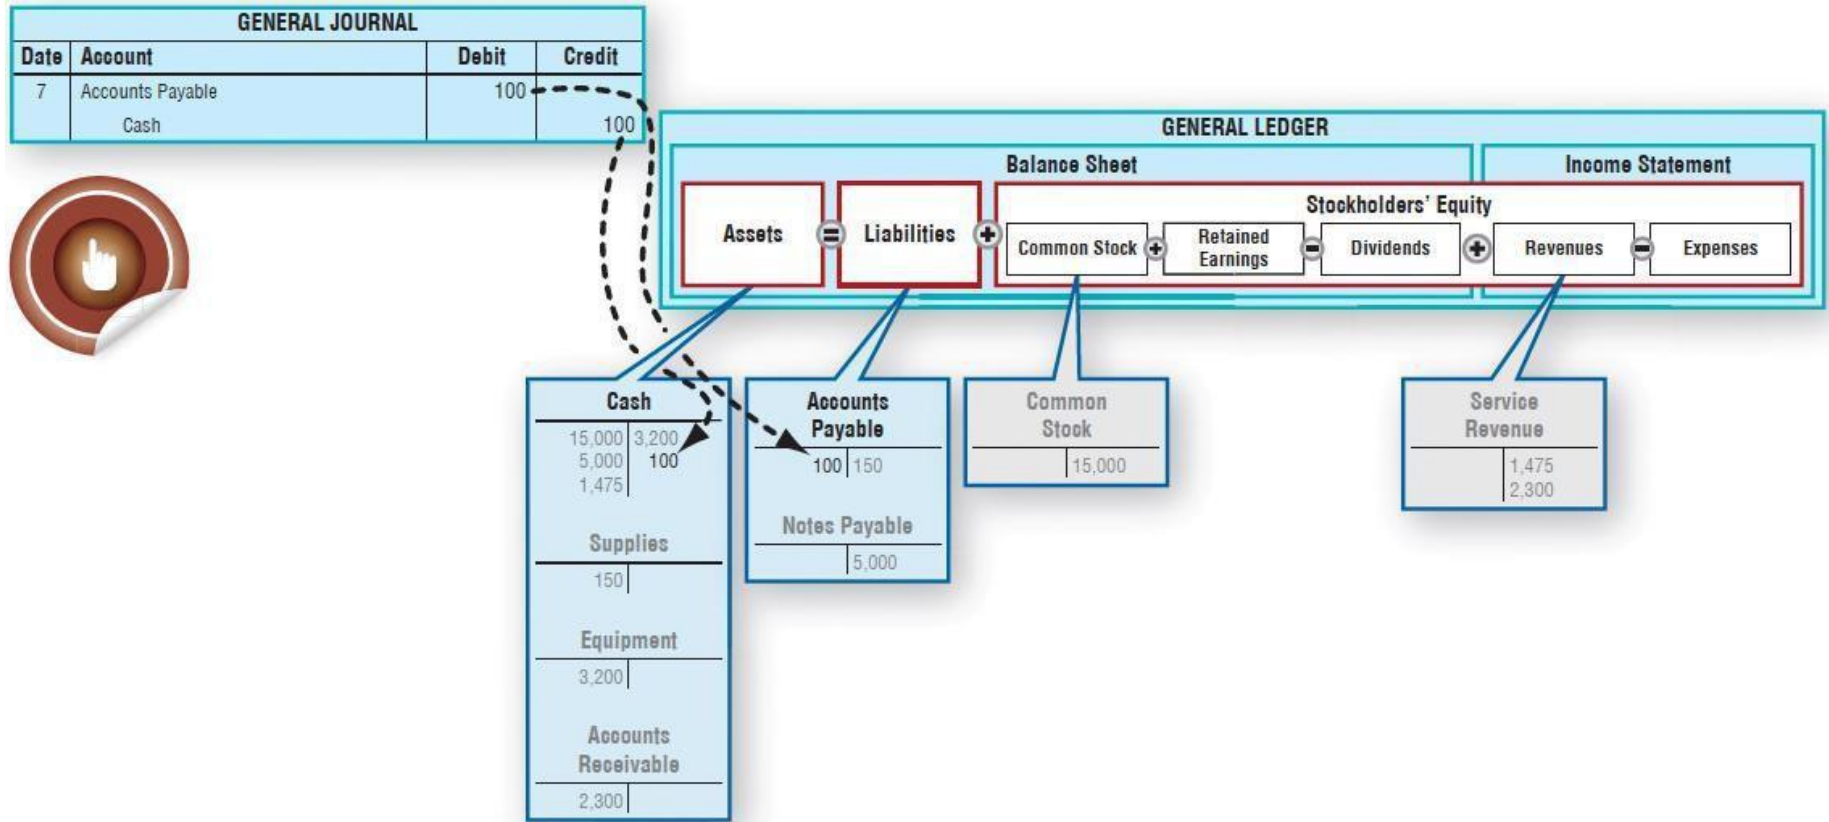 GENERAL JOURNAL
Date Account Debit Credit
7 Accounts Payable 100
Cash 100
GENERAL LEDGER
Balance Sheet Income Statement
Stockholders' Equity
Assets = Liabilities + Common Stock + Retained Earnings − Dividends + Revenues − Expenses
Cash
15,000 3,200
5,000 100
1,475
Supplies
150
Equipment
3,200
Accounts
Receivable
2,300
Accounts
Payable
100 150
Notes Payable
5,000
Common
Stock
15,000
Service
Revenue
1,475
2,300